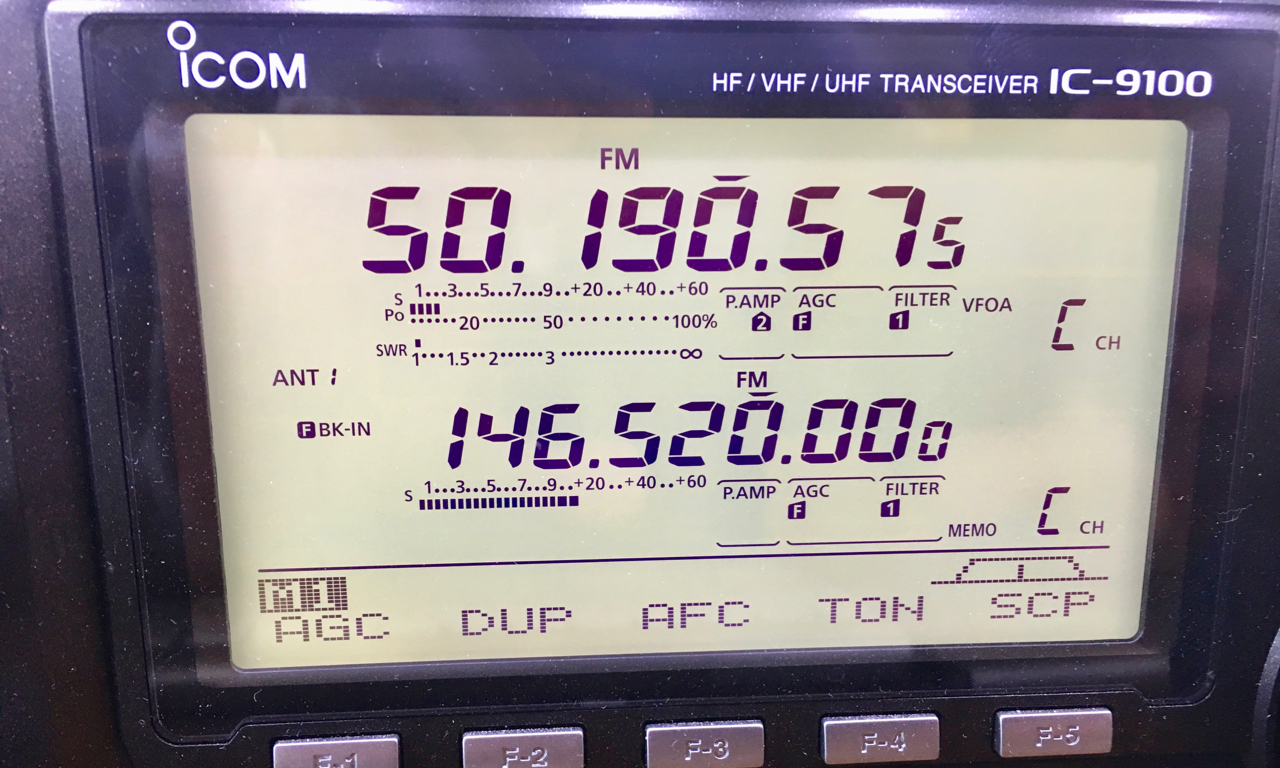 ICOM
HF/VHF/UHF TRANSCEIVER IC-9100
FM
50.190.575
S 1...3...5...7...9..+20..+40..+60
Po 20 50 100%
SWR 1 1.5 2 3 ∞
P.AMP 2 AGC F FILTER 1 VFOA
C CH
ANT 1
F BK-IN
FM
146.520.000
S 1...3...5...7...9..+20..+40..+60
P.AMP AGC F FILTER 1 MEMO
C CH
M1
AGC DUP AFC TON SCP
F-1 F-2 F-3 F-4 F-5